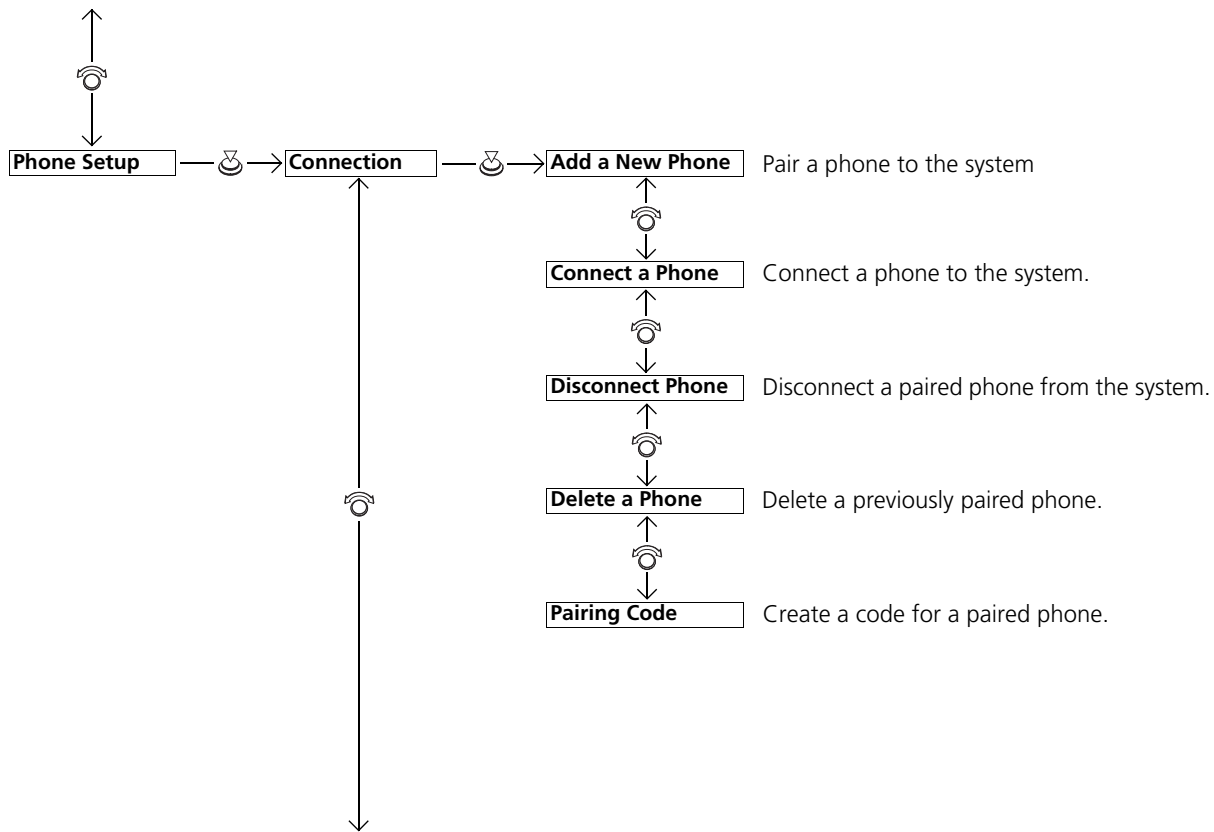 Phone Setup
Connection
Add a New Phone
Pair a phone to the system
Connect a Phone
Connect a phone to the system.
Disconnect Phone
Disconnect a paired phone from the system.
Delete a Phone
Delete a previously paired phone.
Pairing Code
Create a code for a paired phone.